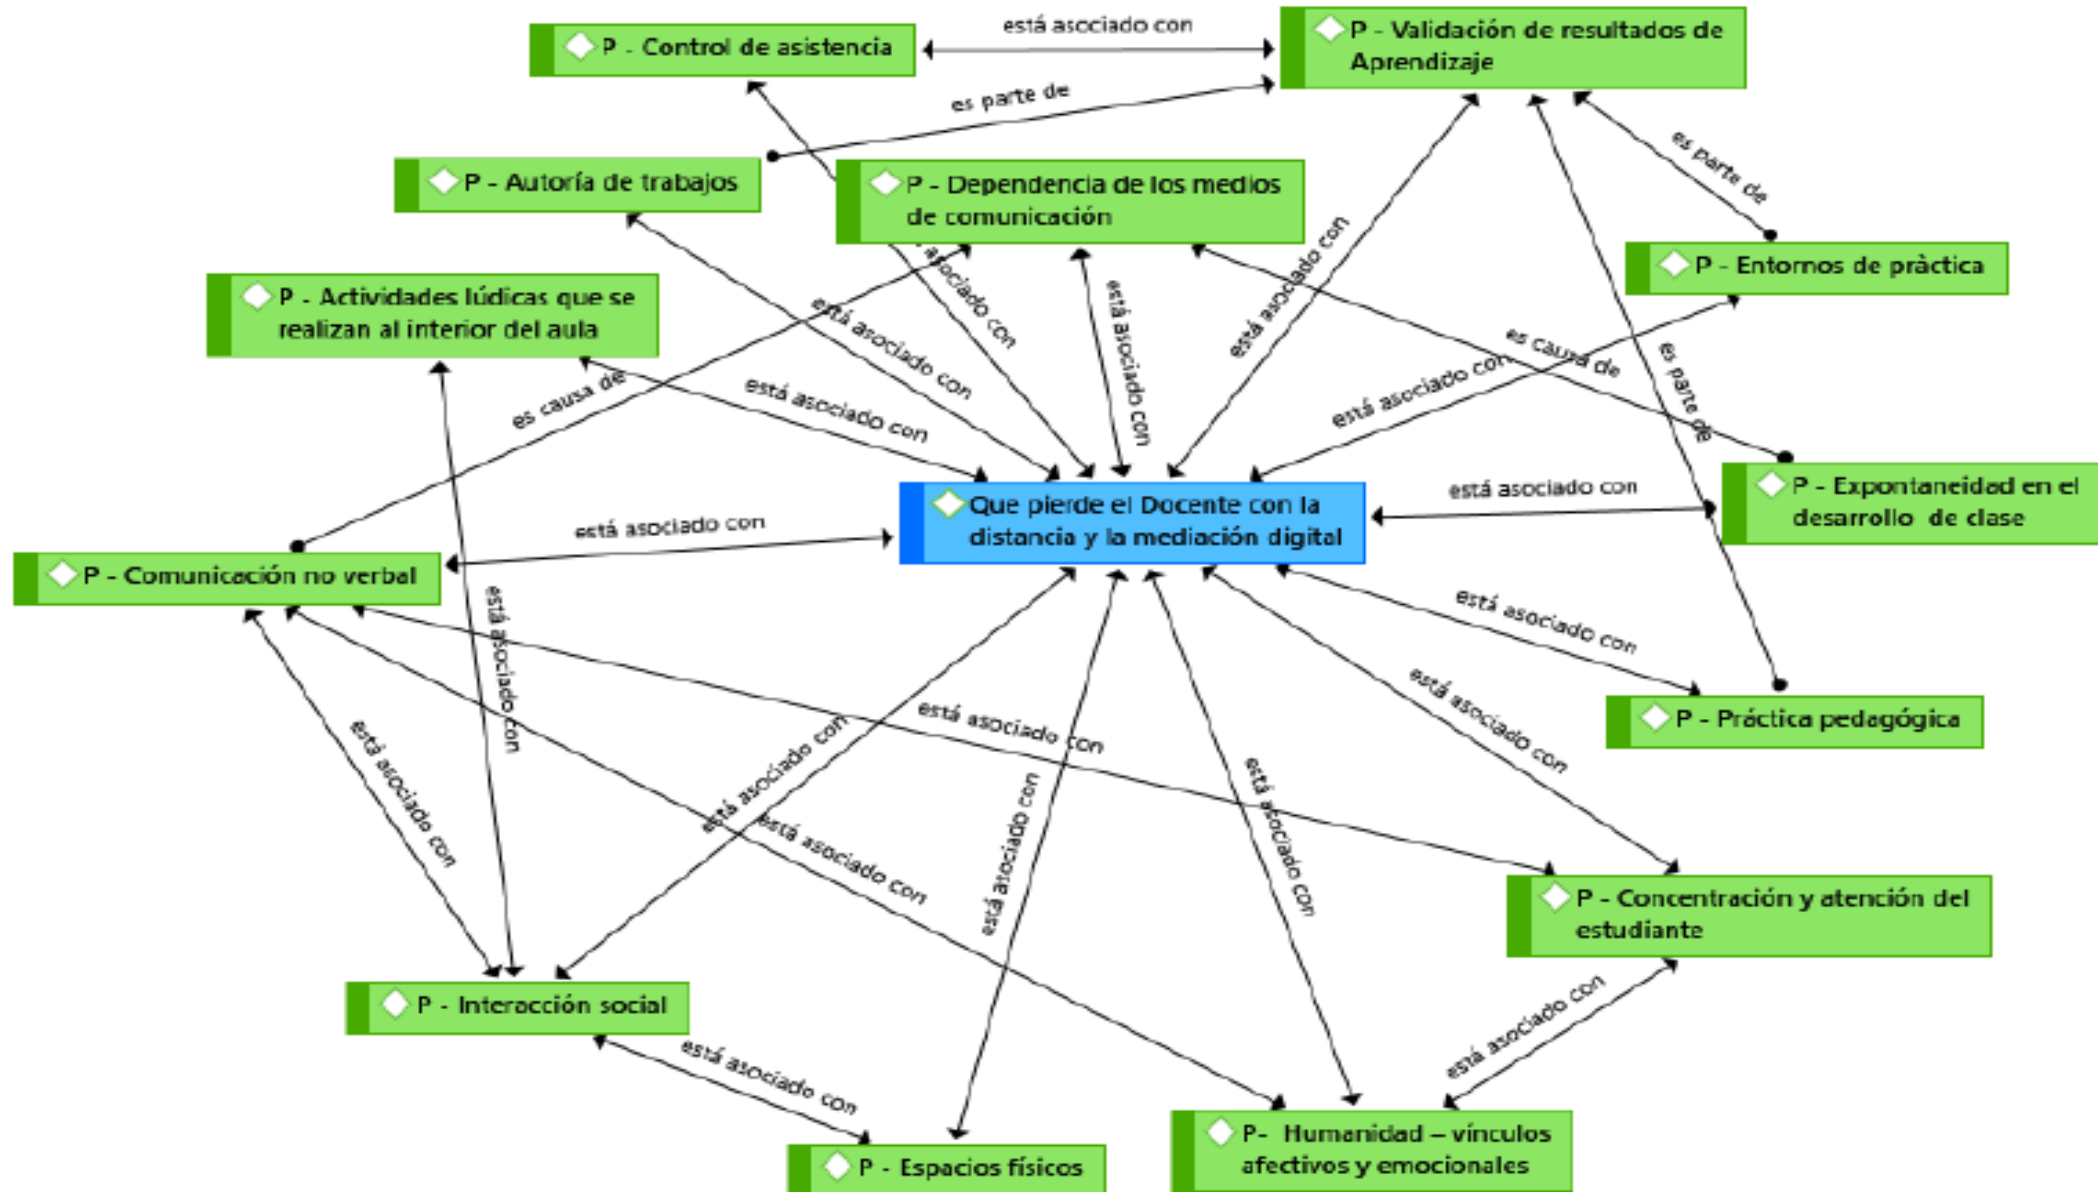 está asociado con
P - Control de asistencia
P - Validación de resultados de
Aprendizaje
es parte de
es parte de
P - Autoría de trabajos
P - Dependencia de los medios
de comunicación
está asociado con
P - Entornos de pràctica
asociado con
P - Actividades lúdicas que se
realizan al interior del aula
está asociado con
está asociado con
es causa de
es parte de
está asociado con
es causa de
está asociado con
está asociado con
P - Expontaneidad en el
desarrollo de clase
está asociado con
Que pierde el Docente con la
distancia y la mediación digital
está asociado con
P - Comunicación no verbal
está asociado con
está asociado con
está asociado con
P - Práctica pedagógica
está asociado con
está asociado con
está asociado con
está asociado con
está asociado con
está asociado con
está asociado con
P - Concentración y atención del
estudiante
P - Interacción social
está asociado con
está asociado con
P- Humanidad – vínculos
afectivos y emocionales
P - Espacios físicos